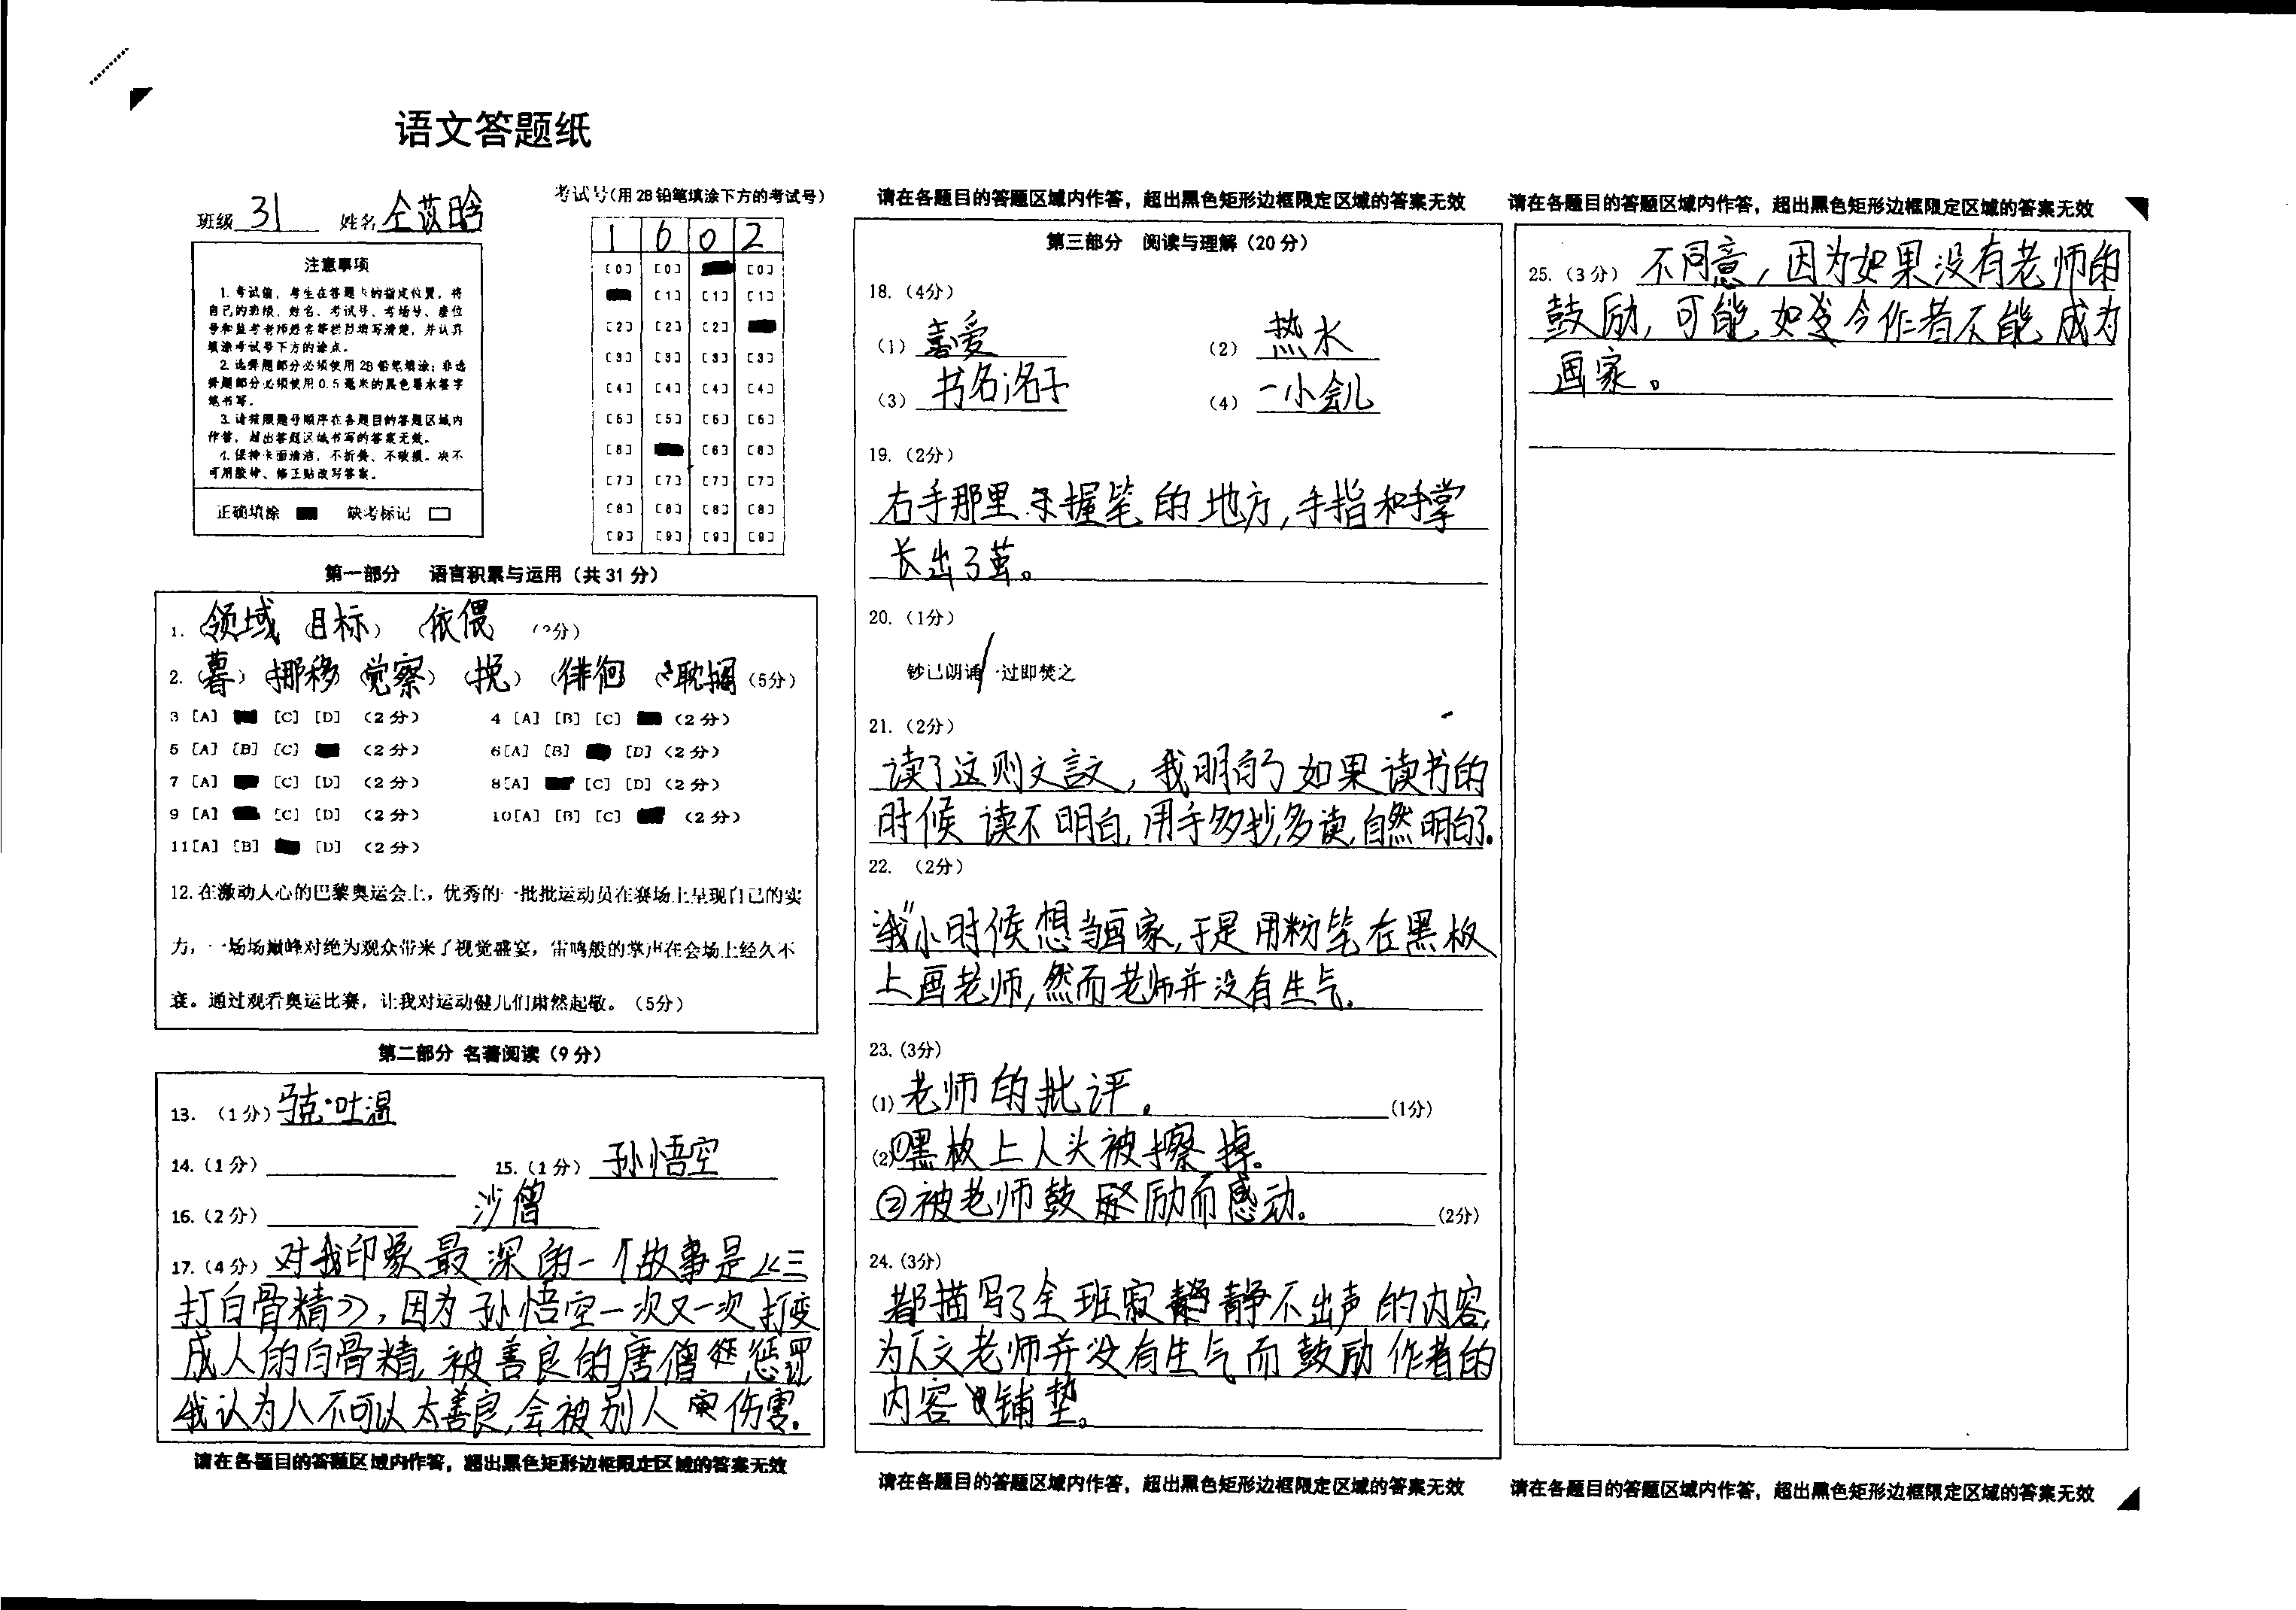 语文答题纸
班级 31 姓名 仝苡晗
考试号(用2B铅笔填涂下方的考试号)
1 6 0 2
注意事项
1. 考试前，考生在答题卡的指定位置，将
自己的班级、姓名、考试号、考场号、座位
号和监考老师姓名等栏目填写清楚，并认真
填涂考试号下方的涂点。
2. 选择题部分必须使用2B铅笔填涂；非选
择题部分必须使用0.5毫米的黑色墨水签字
笔书写。
3. 请按照题号顺序在各题目的答题区域内
作答，超出答题区域书写的答案无效。
4. 保持卡面清洁，不折叠、不破损。决不
可用胶带、修正贴改写答案。
正确填涂 缺考标记
[0] [0] [0]
[1] [1] [1]
[2] [2] [2]
[3] [3] [3] [3]
[4] [4] [4] [4]
[5] [5] [5] [5]
[6] [6] [6]
[7] [7] [7] [7]
[8] [8] [8] [8]
[9] [9] [9] [9]
第一部分 语言积累与运用（共31分）
1. (领域 目标) (依偎 (2分)
2. (暮) (挪移 (觉察) (挽) (徘徊 (耽搁 (5分)
3 [A] [C] [D] (2分) 4 [A] [B] [C] (2分)
5 [A] [B] [C] (2分) 6[A] [B] [D] (2分)
7 [A] [C] [D] (2分) 8[A] [C] [D] (2分)
9 [A] [C] [D] (2分) 10[A] [B] [C] (2分)
11[A] [B] [D] (2分)
12.在激动人心的巴黎奥运会上，优秀的一批批运动员在赛场上呈现自己的实
力，一场场巅峰对绝为观众带来了视觉盛宴，雷鸣般的掌声在会场上经久不
衰。通过观看奥运比赛，让我对运动健儿们肃然起敬。（5分）
第二部分 名著阅读（9分）
13. （1分）马克·吐温
14.（1分） 15.（1分）孙悟空
16.（2分） 沙僧
17.（4分）对我印象最深的一个故事是《三
打白骨精》，因为孙悟空一次又一次打变
成人的白骨精，被善良的唐僧惩罚
我认为人不可以太善良，会被别人伤害。
请在各题目的答题区域内作答，超出黑色矩形边框限定区域的答案无效
请在各题目的答题区域内作答，超出黑色矩形边框限定区域的答案无效
第三部分 阅读与理解（20分）
18.（4分）
（1）喜爱 （2）热水
（3）书名 名字 （4）一小会儿
19.（2分）
右手那里握笔的地方，手指和手掌
长出了茧。
20.（1分）
钞已朗诵/一过即焚之
21.（2分）
读了这则文言文，我明白了如果读书的
时候读不明白，用手多抄，多读，自然明白了。
22. （2分）
"我"小时候想当画家，于是用粉笔在黑板
上画老师，然而老师并没有生气。
23.（3分）
(1)老师的批评。 (1分)
(2)①黑板上人头被擦掉。
②被老师鼓励而感动。 (2分)
24.（3分）
都描写了全班寂静不出声的内容，
为下文老师并没有生气而鼓励作者的
内容铺垫。
请在各题目的答题区域内作答，超出黑色矩形边框限定区域的答案无效
请在各题目的答题区域内作答，超出黑色矩形边框限定区域的答案无效
25.（3分）不同意，因为如果没有老师的
鼓励，可能如今作者不能成为
画家。
请在各题目的答题区域内作答，超出黑色矩形边框限定区域的答案无效